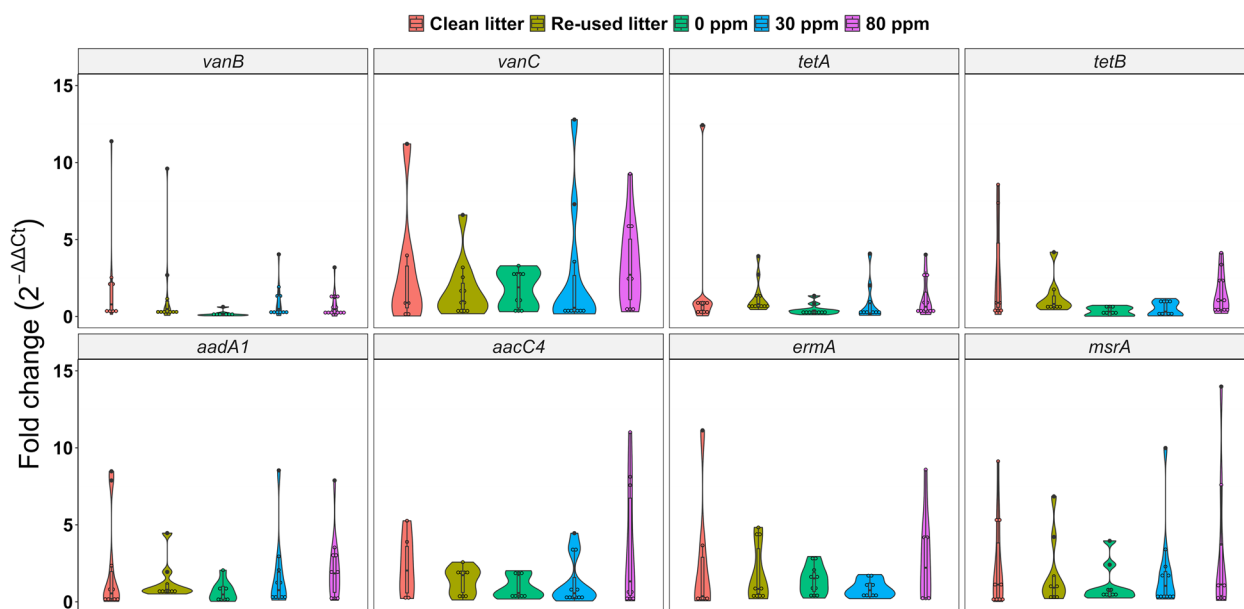 Clean litter Re-used litter 0 ppm 30 ppm 80 ppm
vanB vanC tetA tetB
15
10
5
0
aadA1 aacC4 ermA msrA
15
10
5
0
Fold change (2^−ΔΔCt)